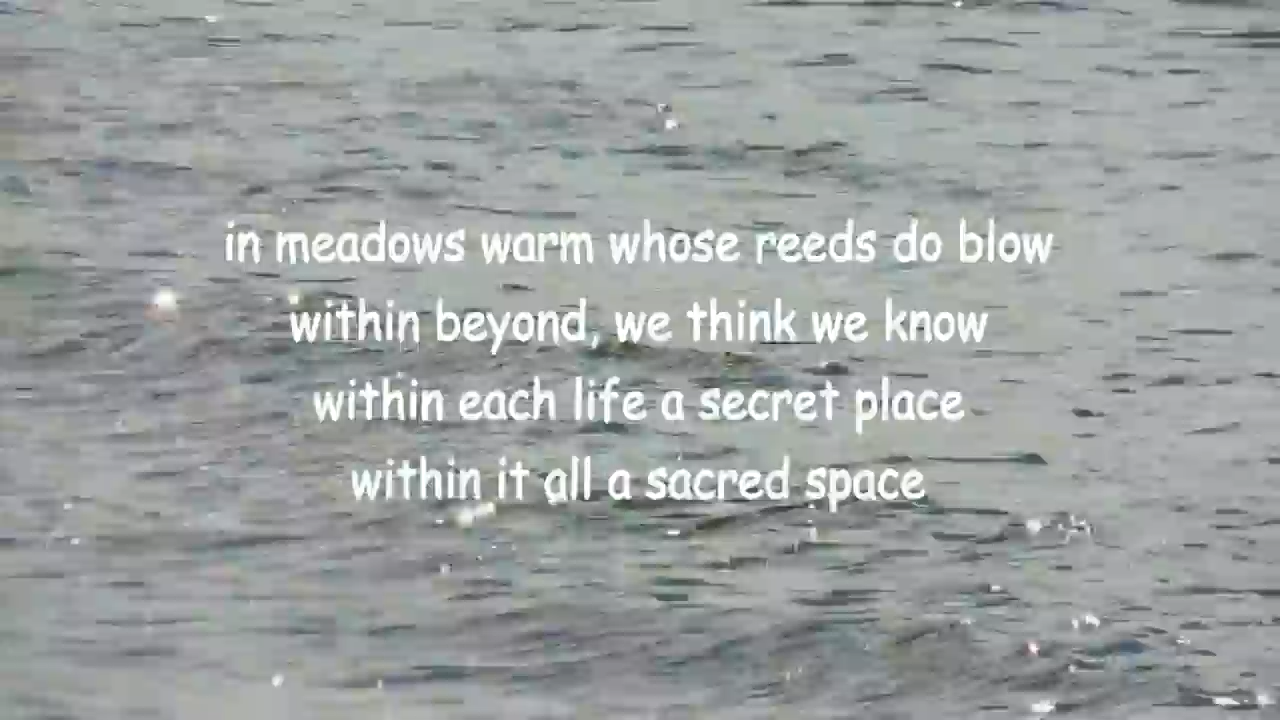 in meadows warm whose reeds do blow
within beyond, we think we know
within each life a secret place
within it all a sacred space